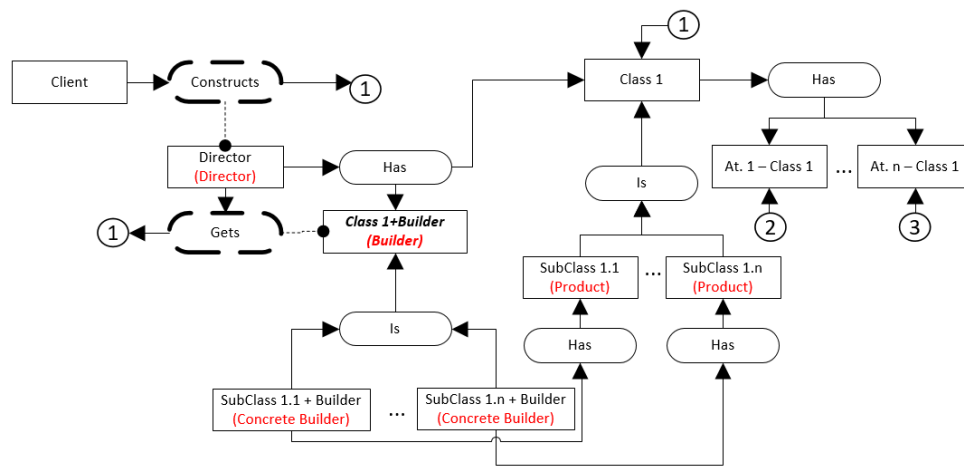 1
Client
Constructs
1
Class 1
Has
Director
(Director)
Has
At. 1 – Class 1
...
At. n – Class 1
Is
1
Gets
Class 1+Builder
(Builder)
2
3
SubClass 1.1
(Product)
...
SubClass 1.n
(Product)
Is
Has
Has
SubClass 1.1 + Builder
(Concrete Builder)
...
SubClass 1.n + Builder
(Concrete Builder)